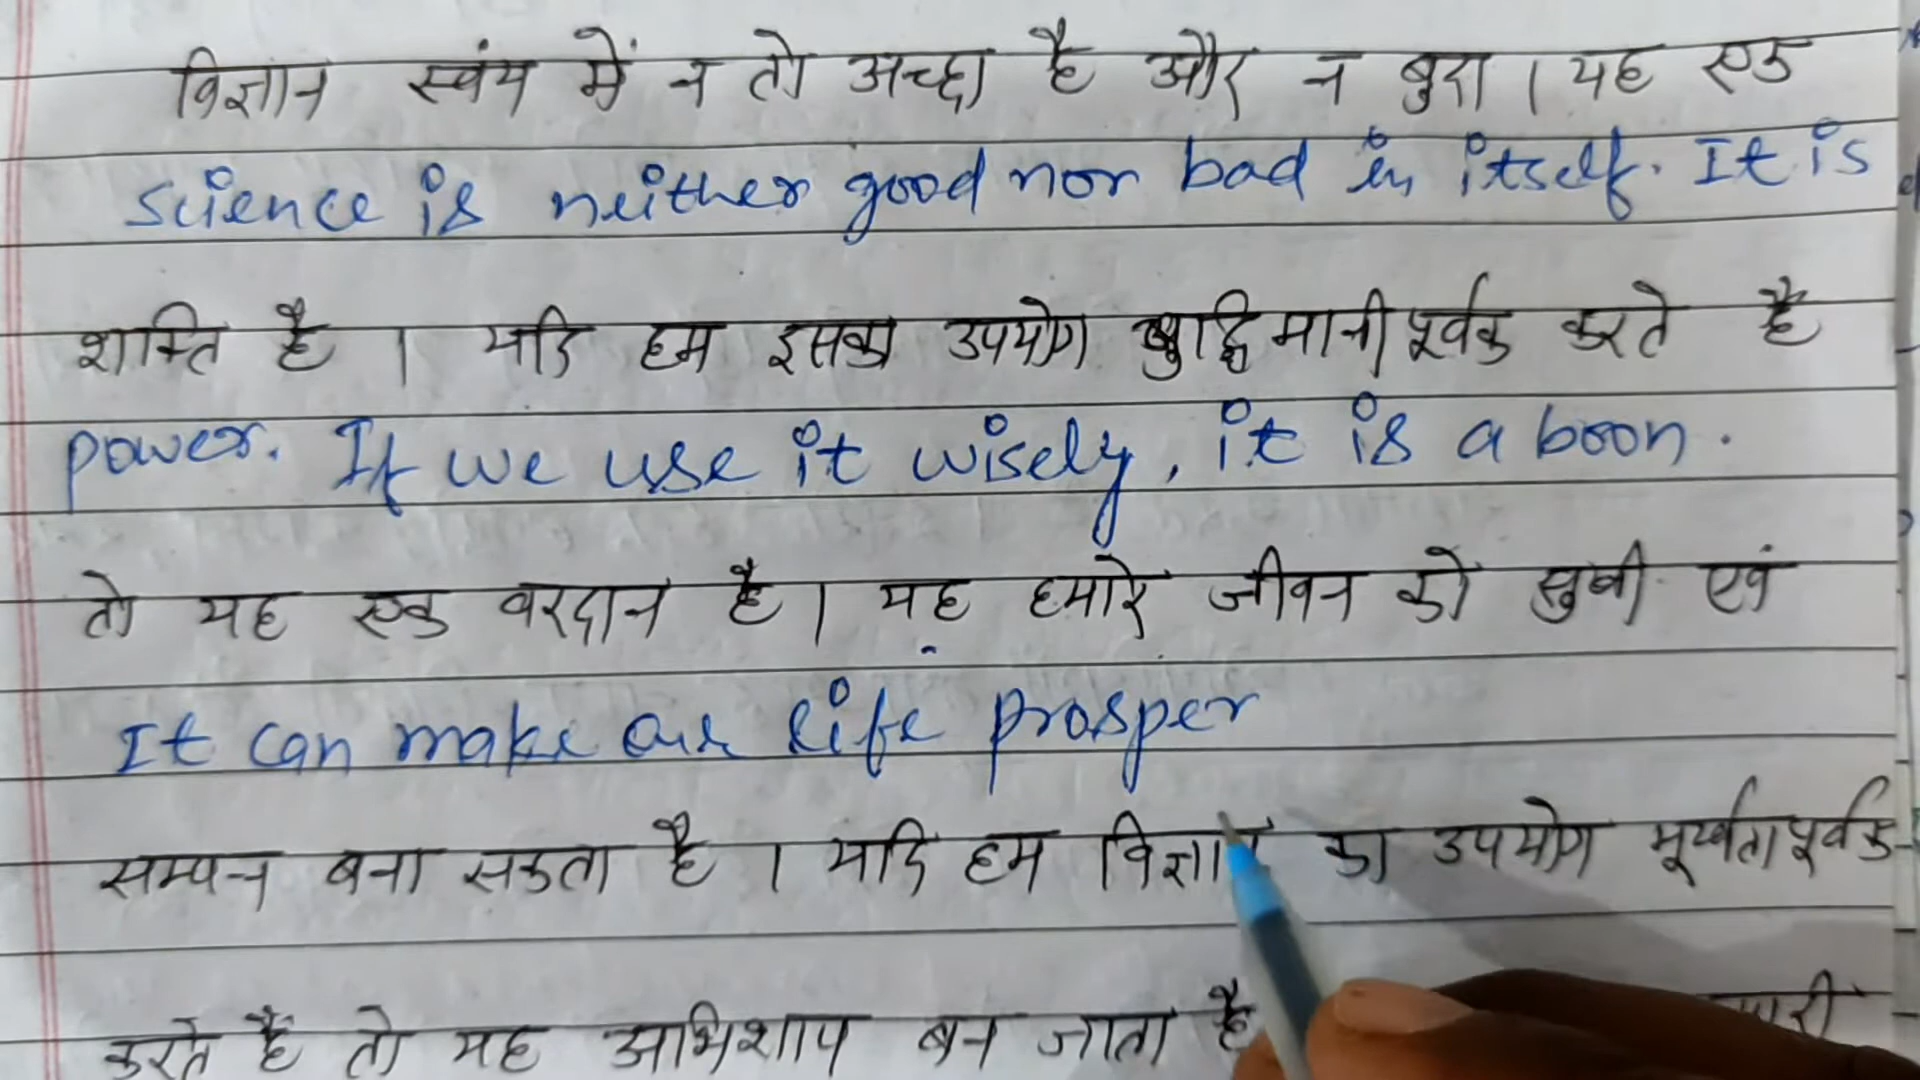 विज्ञान स्वंय में न तो अच्छा है और न बुरा । यह एक
science is neither good nor bad in itself. It is
शक्ति है । यदि हम इसका उपयोग बुद्धिमानी पूर्वक करते है
power. If we use it wisely, it is a boon.
तो यह एक वरदान है । यह हमारे जीवन को सुखी एवं
It can make our life prosper
सम्पन्न बना सकता है । यदि हम विज्ञान का उपयोग मूर्खता पूर्वक
करते हैं तो यह अभिशाप बन जाता है